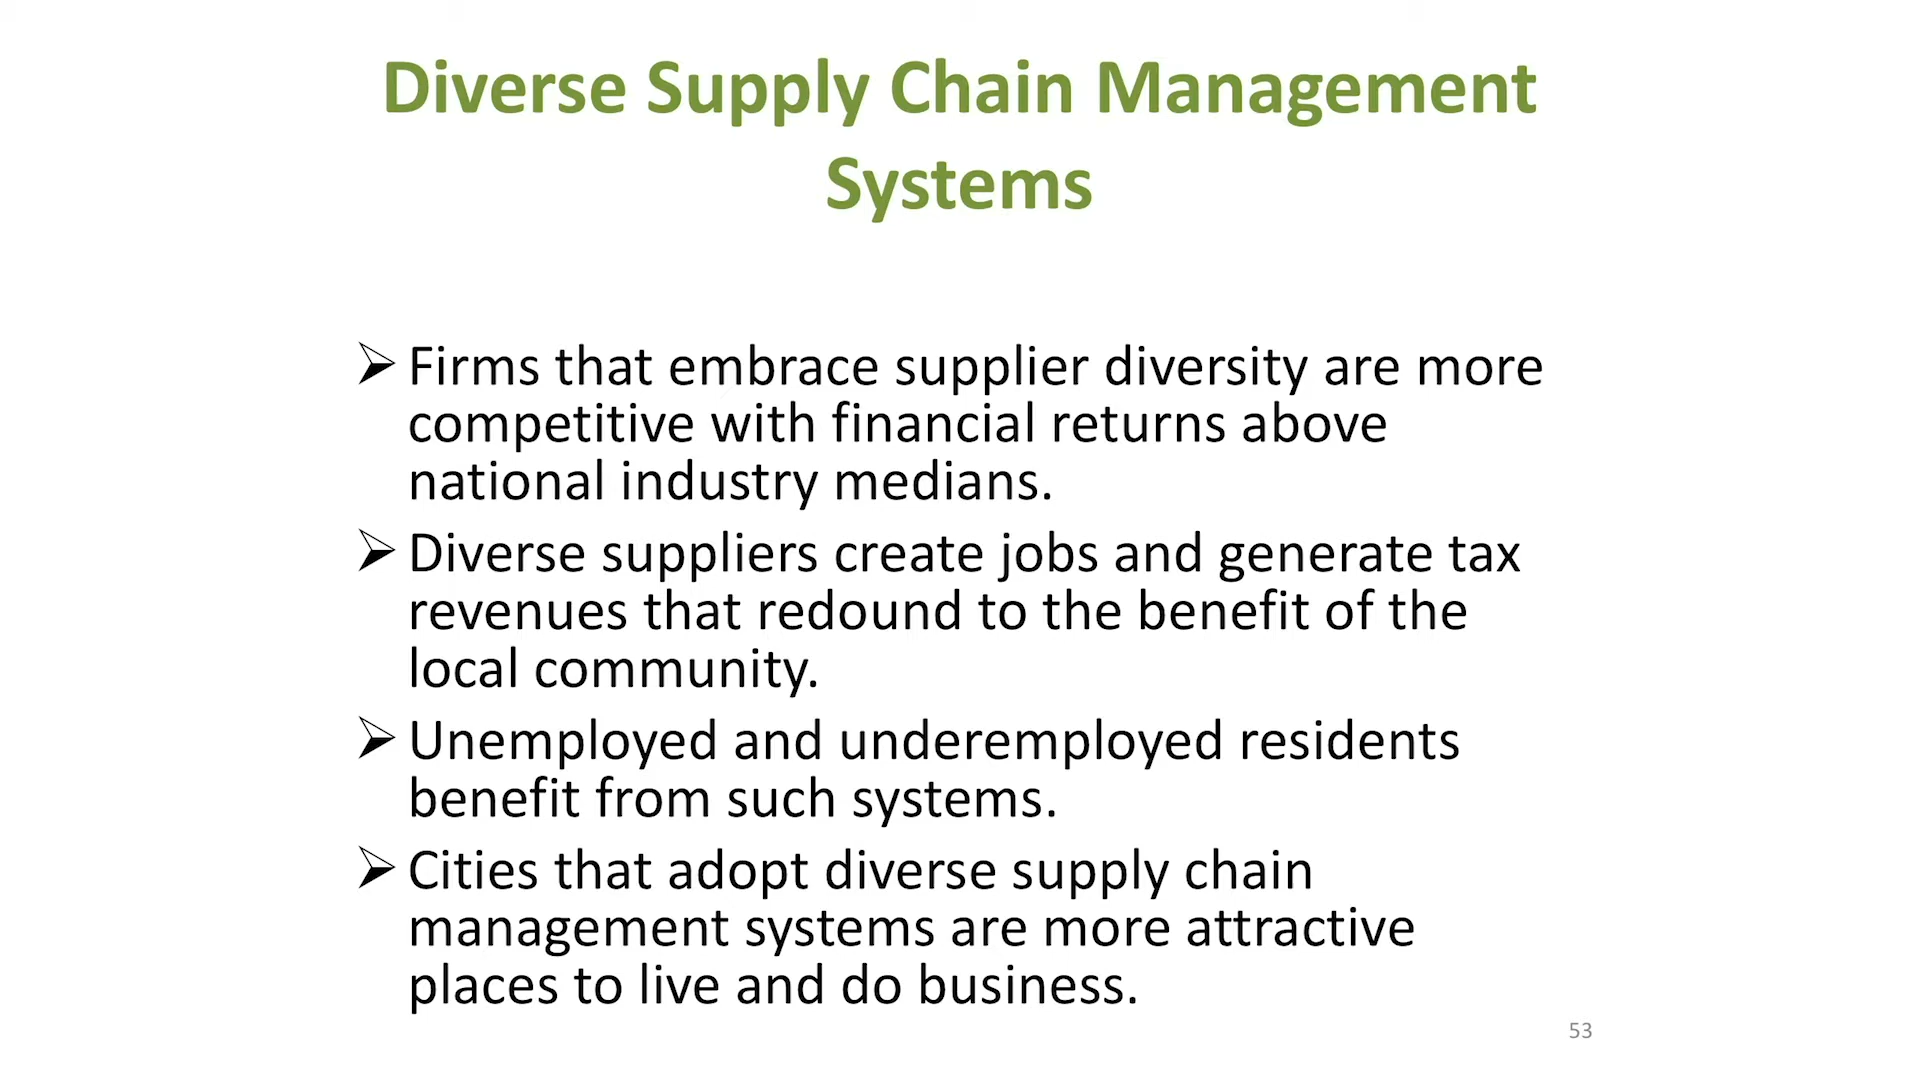 Diverse Supply Chain Management
Systems
➢ Firms that embrace supplier diversity are more
competitive with financial returns above
national industry medians.
➢ Diverse suppliers create jobs and generate tax
revenues that redound to the benefit of the
local community.
➢ Unemployed and underemployed residents
benefit from such systems.
➢ Cities that adopt diverse supply chain
management systems are more attractive
places to live and do business.
53